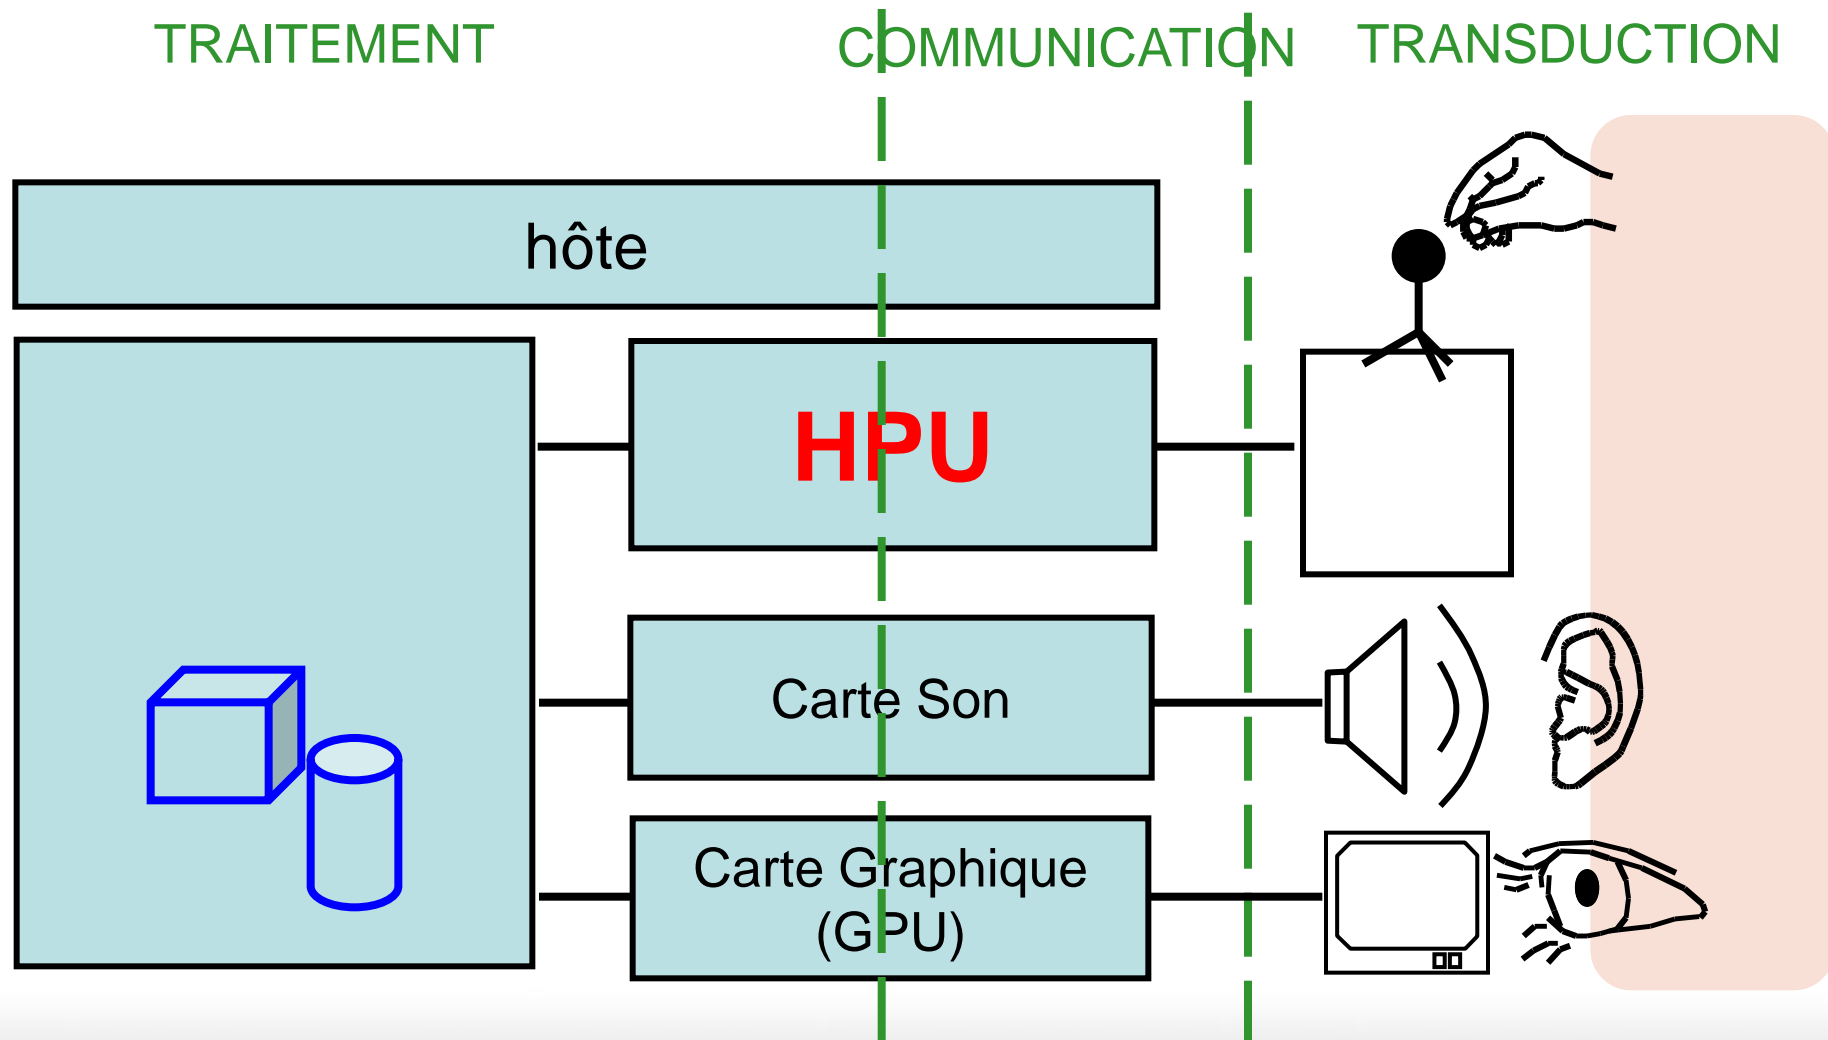 TRAITEMENT
COMMUNICATION
TRANSDUCTION
hôte
HPU
Carte Son
Carte Graphique
(GPU)